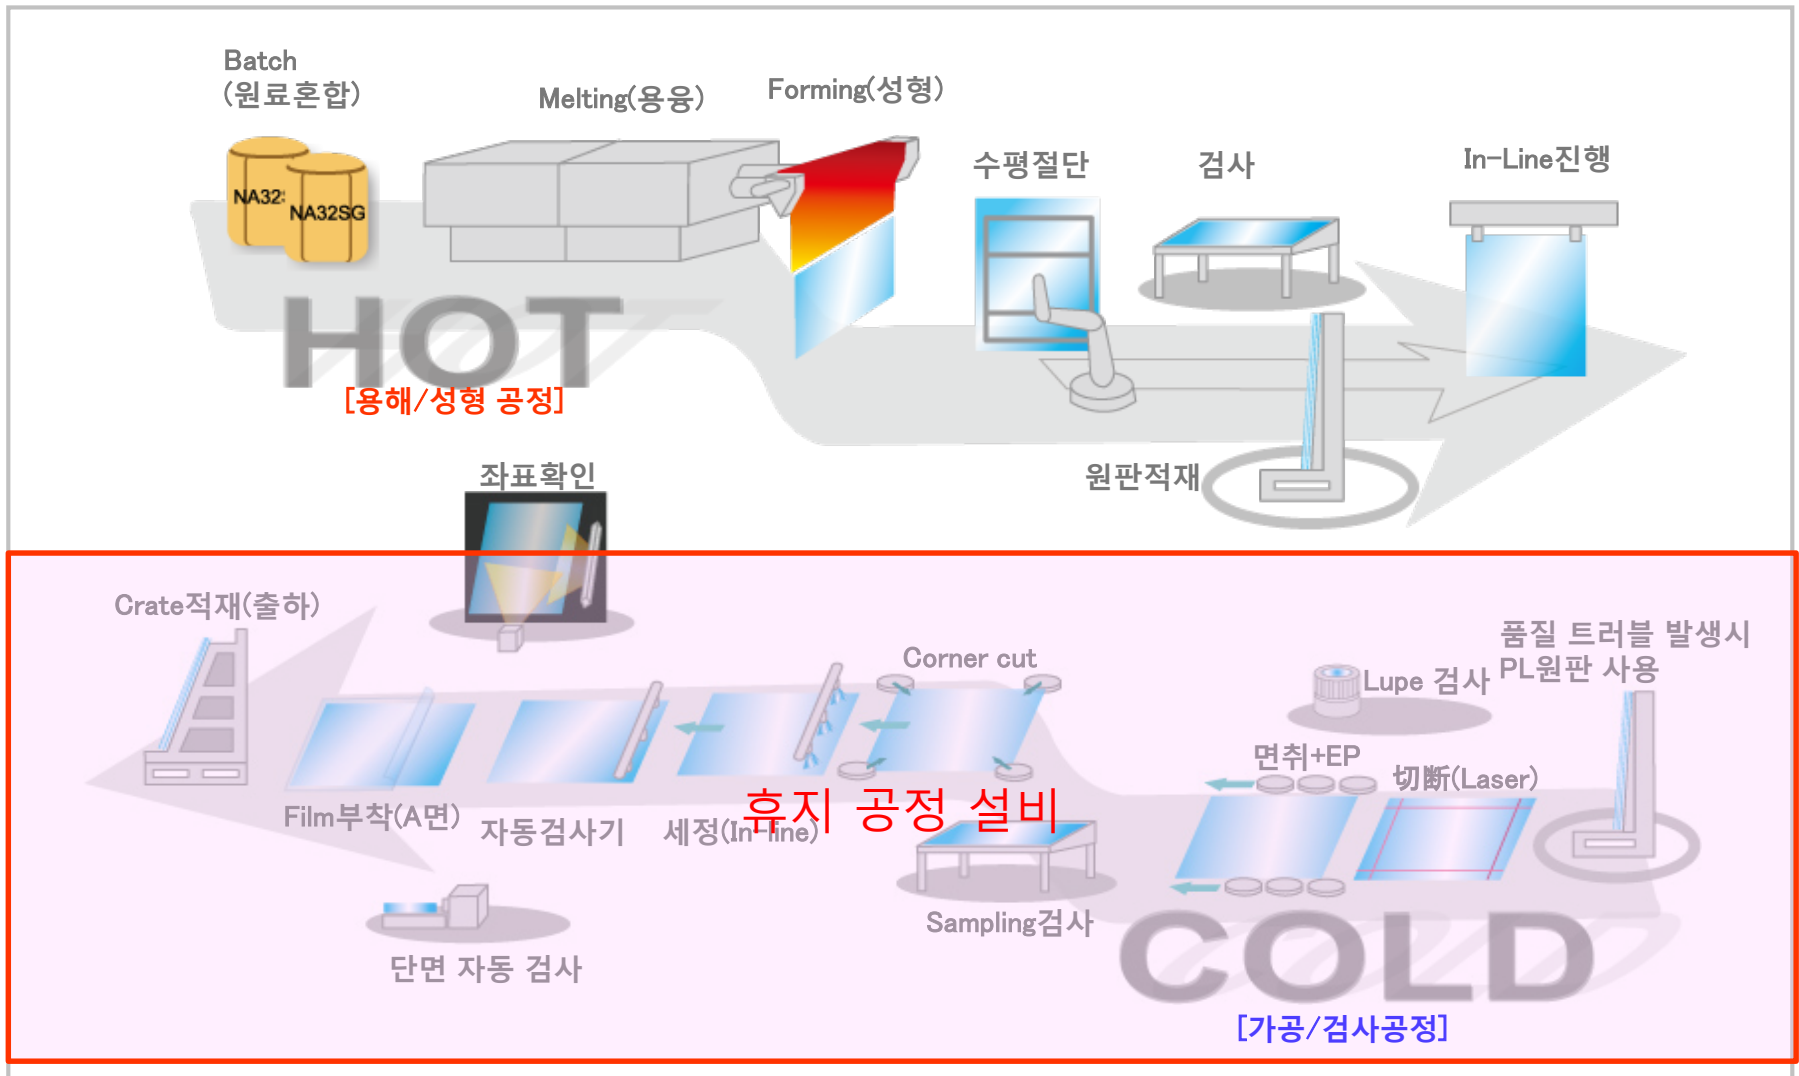 Batch
(원료혼합)
Melting(용융)
Forming(성형)
수평절단
검사
In-Line진행
NA32
NA32SG
HOT
[용해/성형 공정]
원판적재
좌표확인
Crate적재(출하)
Corner cut
Lupe 검사
품질 트러블 발생시
PL원판 사용
면취+EP
切断(Laser)
휴지 공정 설비
Film부착(A면)
자동검사기
세정(In-line)
Sampling검사
단면 자동 검사
COLD
[가공/검사공정]